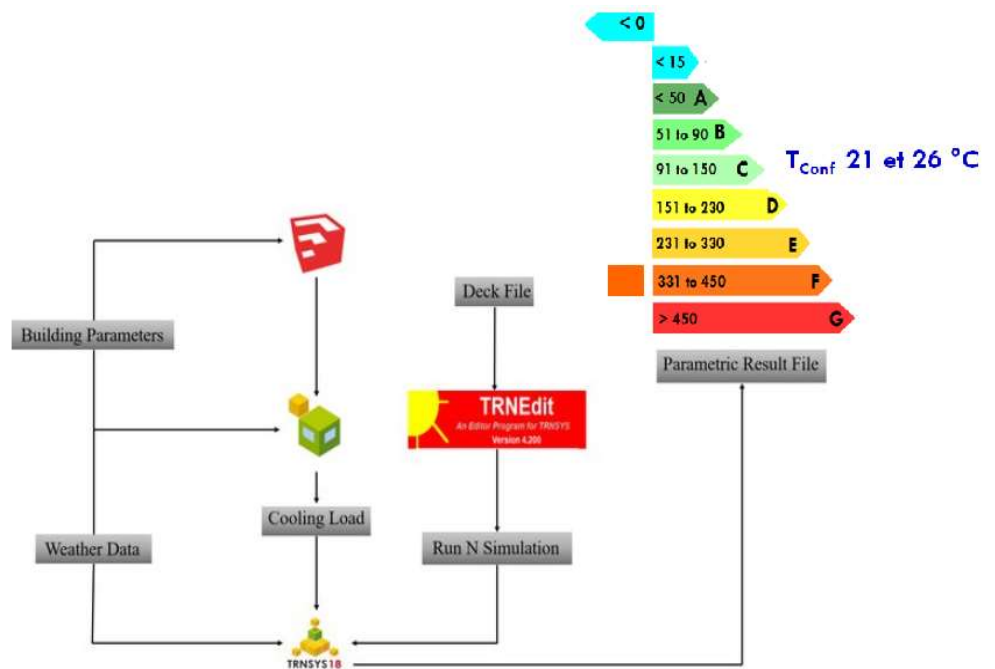 < 0
< 15
< 50 A
51 to 90 B
91 to 150 C
T_Conf 21 et 26 °C
151 to 230 D
231 to 330 E
331 to 450 F
> 450 G
Deck File
Building Parameters
Parametric Result File
TRNEdit
An Editor Program for TRNSYS
Version 4.200
Cooling Load
Weather Data
Run N Simulation
TRNSYS18